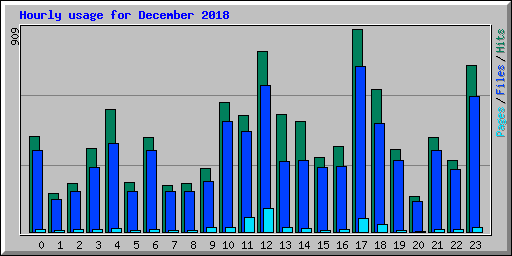 Hourly usage for December 2018
909
Pages / Files / Hits
0 1 2 3 4 5 6 7 8 9 10 11 12 13 14 15 16 17 18 19 20 21 22 23